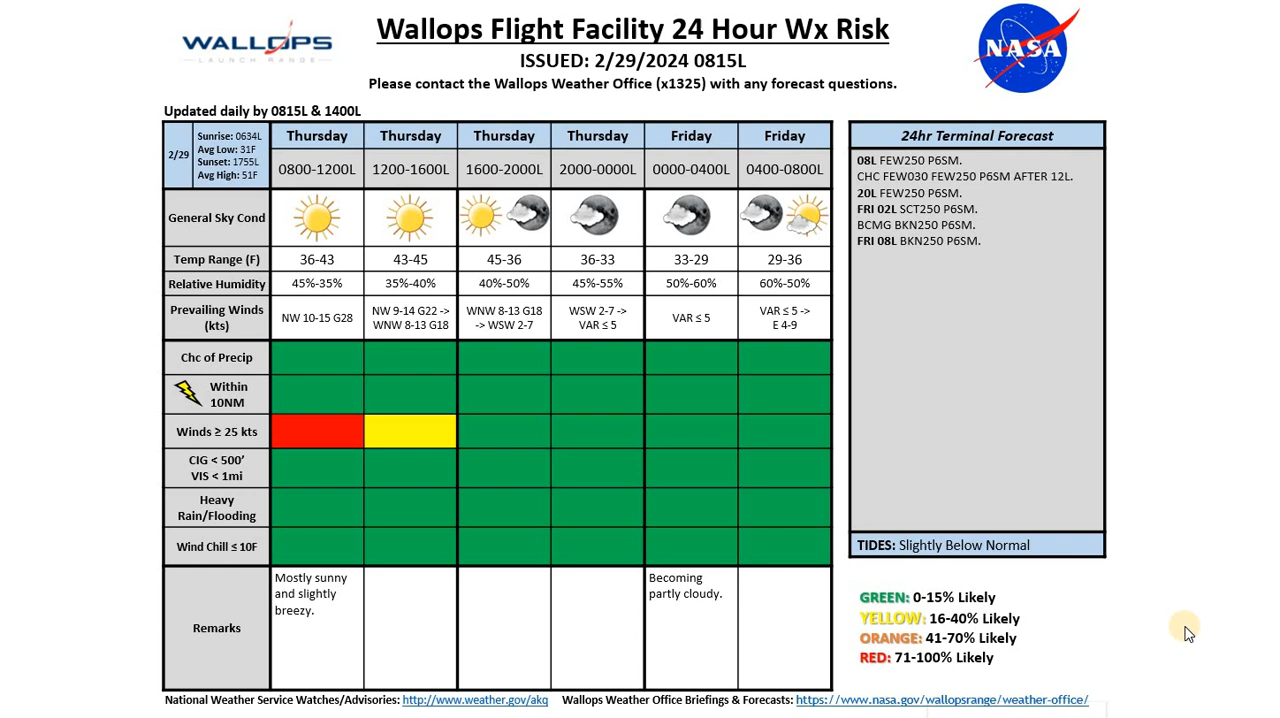 WALLOPS
LAUNCH RANGE
Wallops Flight Facility 24 Hour Wx Risk
ISSUED: 2/29/2024 0815L
Please contact the Wallops Weather Office (x1325) with any forecast questions.
NASA
Updated daily by 0815L & 1400L
2/29
Sunrise: 0634L
Avg Low: 31F
Sunset: 1755L
Avg High: 51F
Thursday Thursday Thursday Thursday Friday Friday
0800-1200L 1200-1600L 1600-2000L 2000-0000L 0000-0400L 0400-0800L
General Sky Cond
Temp Range (F) 36-43 43-45 45-36 36-33 33-29 29-36
Relative Humidity 45%-35% 35%-40% 40%-50% 45%-55% 50%-60% 60%-50%
Prevailing Winds (kts)
NW 10-15 G28
NW 9-14 G22 ->
WNW 8-13 G18
WNW 8-13 G18
-> WSW 2-7
WSW 2-7 ->
VAR ≤ 5
VAR ≤ 5
VAR ≤ 5 ->
E 4-9
Chc of Precip
Within
10NM
Winds ≥ 25 kts
CIG < 500’
VIS < 1mi
Heavy
Rain/Flooding
Wind Chill ≤ 10F
Remarks
Mostly sunny
and slightly
breezy.
Becoming
partly cloudy.
24hr Terminal Forecast
08L FEW250 P6SM.
CHC FEW030 FEW250 P6SM AFTER 12L.
20L FEW250 P6SM.
FRI 02L SCT250 P6SM.
BCMG BKN250 P6SM.
FRI 08L BKN250 P6SM.
TIDES: Slightly Below Normal
GREEN: 0-15% Likely
YELLOW: 16-40% Likely
ORANGE: 41-70% Likely
RED: 71-100% Likely
National Weather Service Watches/Advisories: http://www.weather.gov/akq Wallops Weather Office Briefings & Forecasts: https://www.nasa.gov/wallopsrange/weather-office/